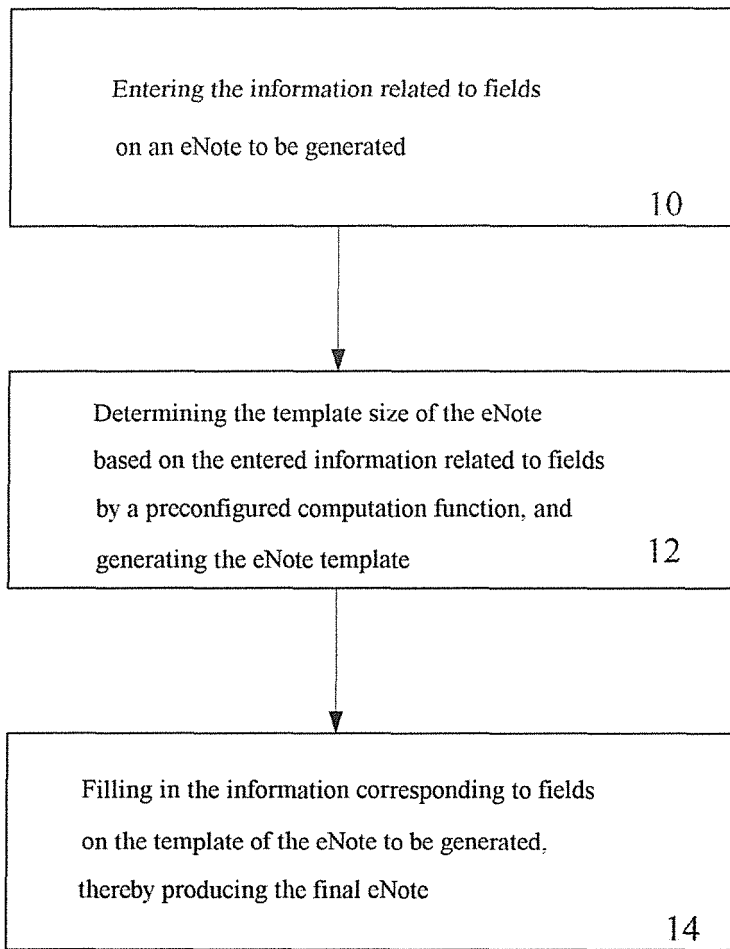 Entering the information related to fields
on an eNote to be generated
10
Determining the template size of the eNote
based on the entered information related to fields
by a preconfigured computation function, and
generating the eNote template
12
Filling in the information corresponding to fields
on the template of the eNote to be generated,
thereby producing the final eNote
14